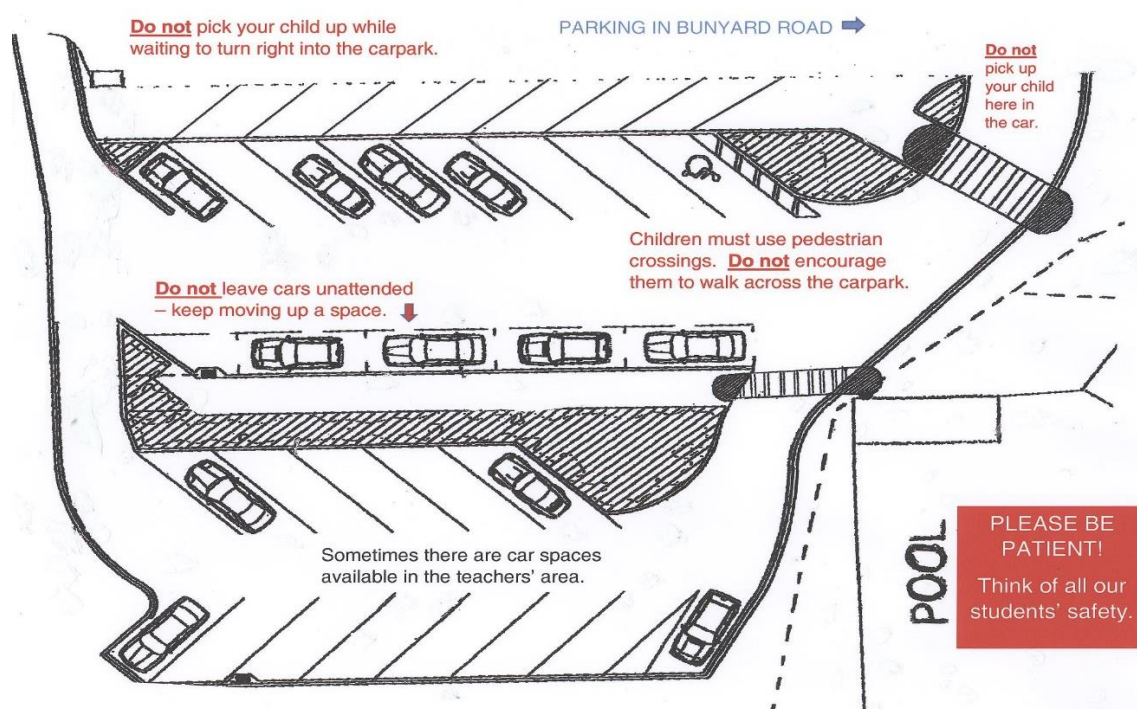 Do not pick your child up while
waiting to turn right into the carpark.
PARKING IN BUNYARD ROAD
Do not
pick up
your child
here in
the car.
Children must use pedestrian
crossings. Do not encourage
them to walk across the carpark.
Do not leave cars unattended
– keep moving up a space.
Sometimes there are car spaces
available in the teachers’ area.
POOL
PLEASE BE
PATIENT!
Think of all our
students’ safety.